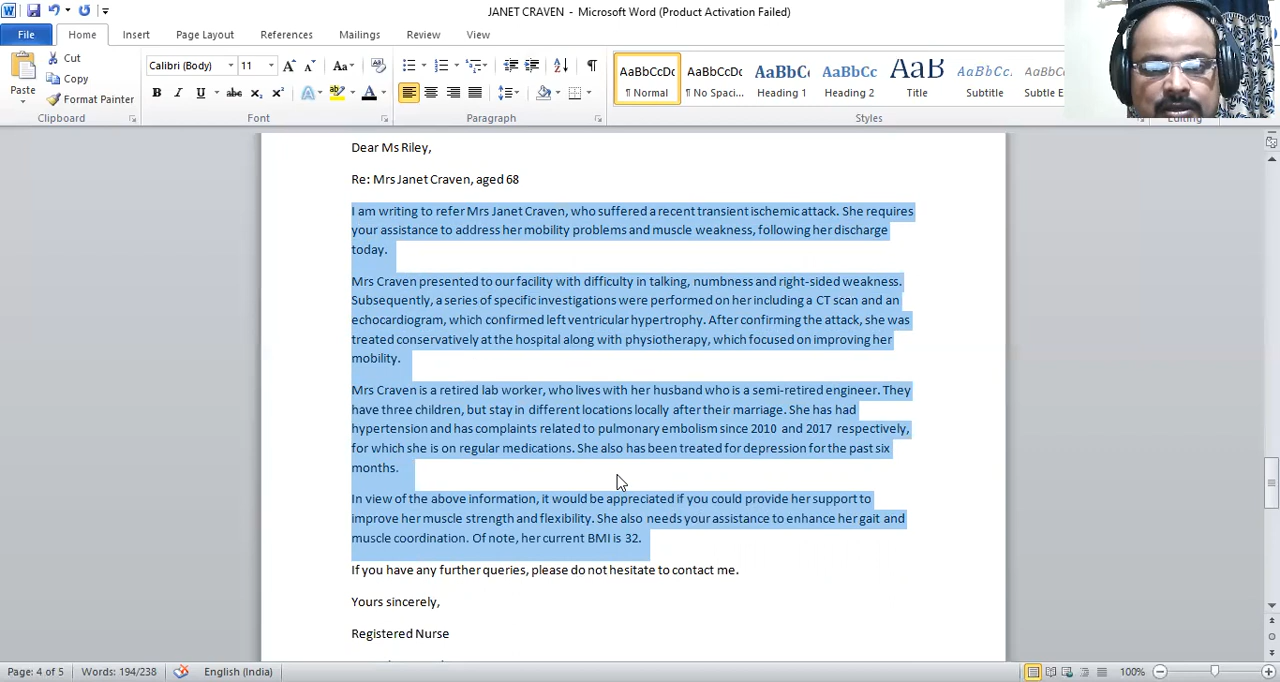 JANET CRAVEN - Microsoft Word (Product Activation Failed)
File Home Insert Page Layout References Mailings Review View
Cut
Copy
Paste
Format Painter
Calibri (Body) 11
AaBbCcDc AaBbCcDc AaBbC AaBbCc AaB AaBbCc. AaBbCc
¶ Normal ¶ No Spaci... Heading 1 Heading 2 Title Subtitle Subtle E
Clipboard Font Paragraph Styles Editing
Dear Ms Riley,
Re: Mrs Janet Craven, aged 68
I am writing to refer Mrs Janet Craven, who suffered a recent transient ischemic attack. She requires
your assistance to address her mobility problems and muscle weakness, following her discharge
today.
Mrs Craven presented to our facility with difficulty in talking, numbness and right-sided weakness.
Subsequently, a series of specific investigations were performed on her including a CT scan and an
echocardiogram, which confirmed left ventricular hypertrophy. After confirming the attack, she was
treated conservatively at the hospital along with physiotherapy, which focused on improving her
mobility.
Mrs Craven is a retired lab worker, who lives with her husband who is a semi-retired engineer. They
have three children, but stay in different locations locally after their marriage. She has had
hypertension and has complaints related to pulmonary embolism since 2010 and 2017 respectively,
for which she is on regular medications. She also has been treated for depression for the past six
months.
In view of the above information, it would be appreciated if you could provide her support to
improve her muscle strength and flexibility. She also needs your assistance to enhance her gait and
muscle coordination. Of note, her current BMI is 32.
If you have any further queries, please do not hesitate to contact me.
Yours sincerely,
Registered Nurse
Page: 4 of 5 Words: 194/238 English (India) 100%